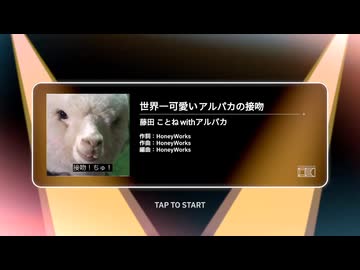 世界一可愛いアルパカの接吻
藤田 ことねwithアルパカ
作詞：HoneyWorks
作曲：HoneyWorks
編曲：HoneyWorks
接吻！ちゅ！
TAP TO START